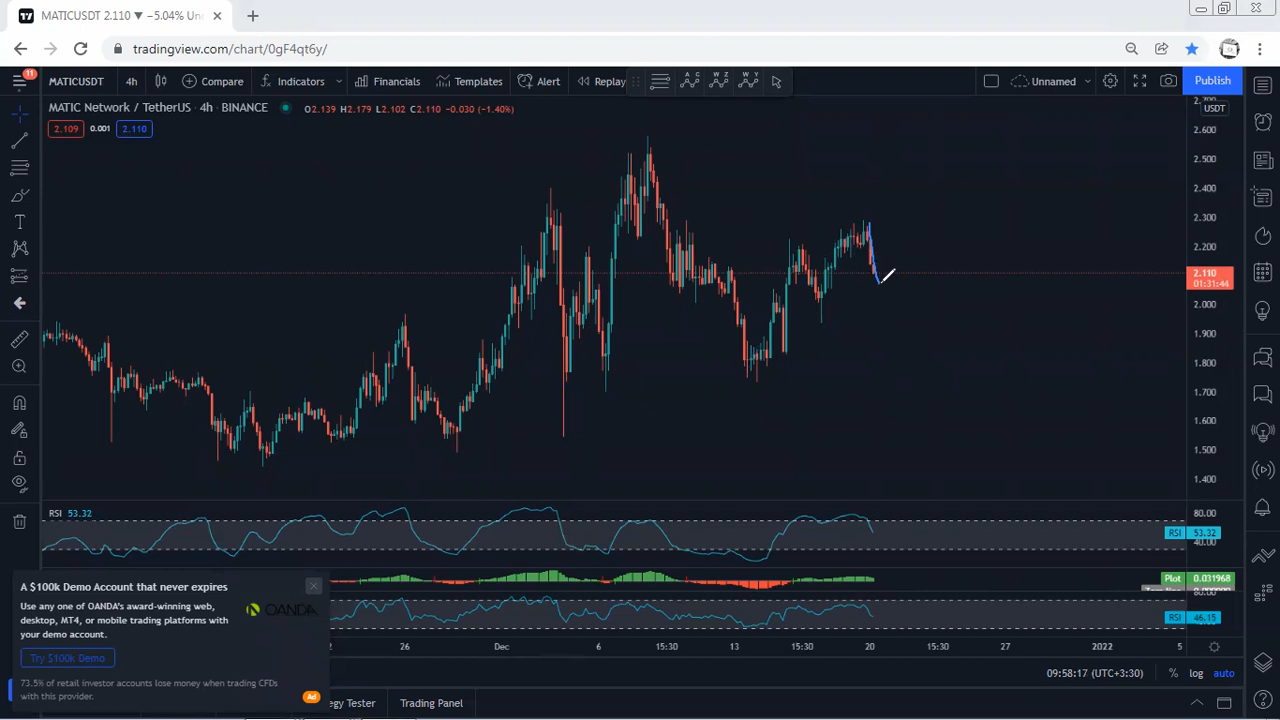 MATICUSDT 2.110 ▼ −5.04% Un
tradingview.com/chart/0gF4qt6y/
11
MATICUSDT
4h
Compare
Indicators
Financials
Templates
Alert
Replay
A C
W Z
W Y
Unnamed
Publish
MATIC Network / TetherUS · 4h · BINANCE
O2.139 H2.179 L2.102 C2.110 -0.030 (-1.40%)
2.109
0.001
2.110
USDT
2.600
2.500
2.400
2.300
2.200
2.110
01:31:44
2.000
1.900
1.800
1.700
1.600
1.500
1.400
RSI 53.32
80.00
RSI 53.32
40.00
Plot 0.031968
80.00
RSI 46.15
A $100k Demo Account that never expires
Use any one of OANDA's award-winning web,
desktop, MT4, or mobile trading platforms with
your demo account.
OANDA
Try $100k Demo
73.5% of retail investor accounts lose money when trading CFDs
with this provider.
Ad
26
Dec
6
15:30
13
15:30
20
15:30
27
2022
5
09:58:17 (UTC+3:30)
%
log
auto
gy Tester
Trading Panel